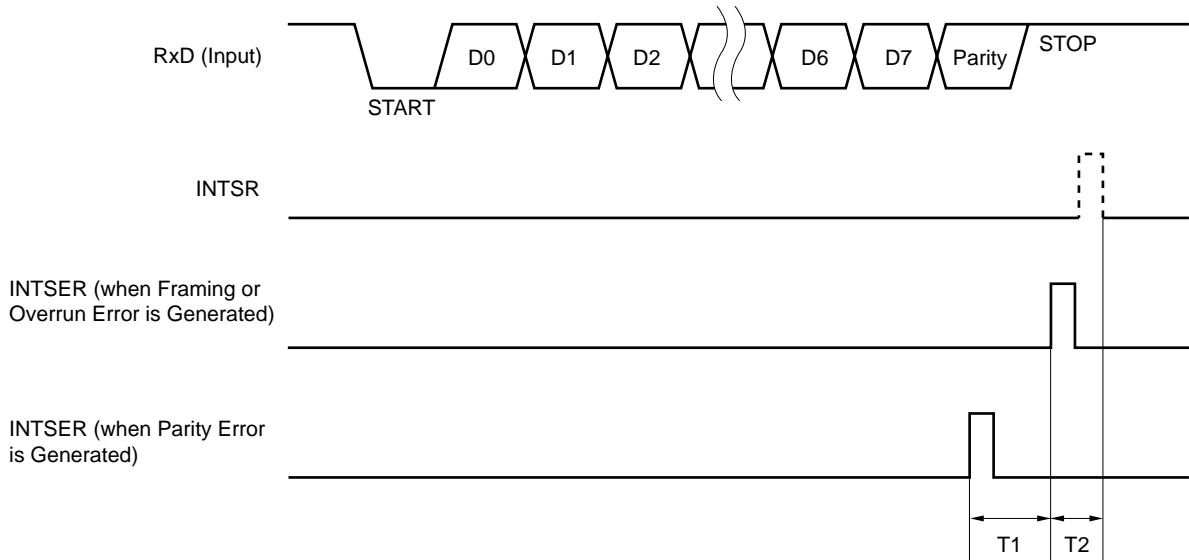 RxD (Input)
D0 D1 D2 D6 D7 Parity STOP
START
INTSR
INTSER (when Framing or
Overrun Error is Generated)
INTSER (when Parity Error
is Generated)
T1 T2